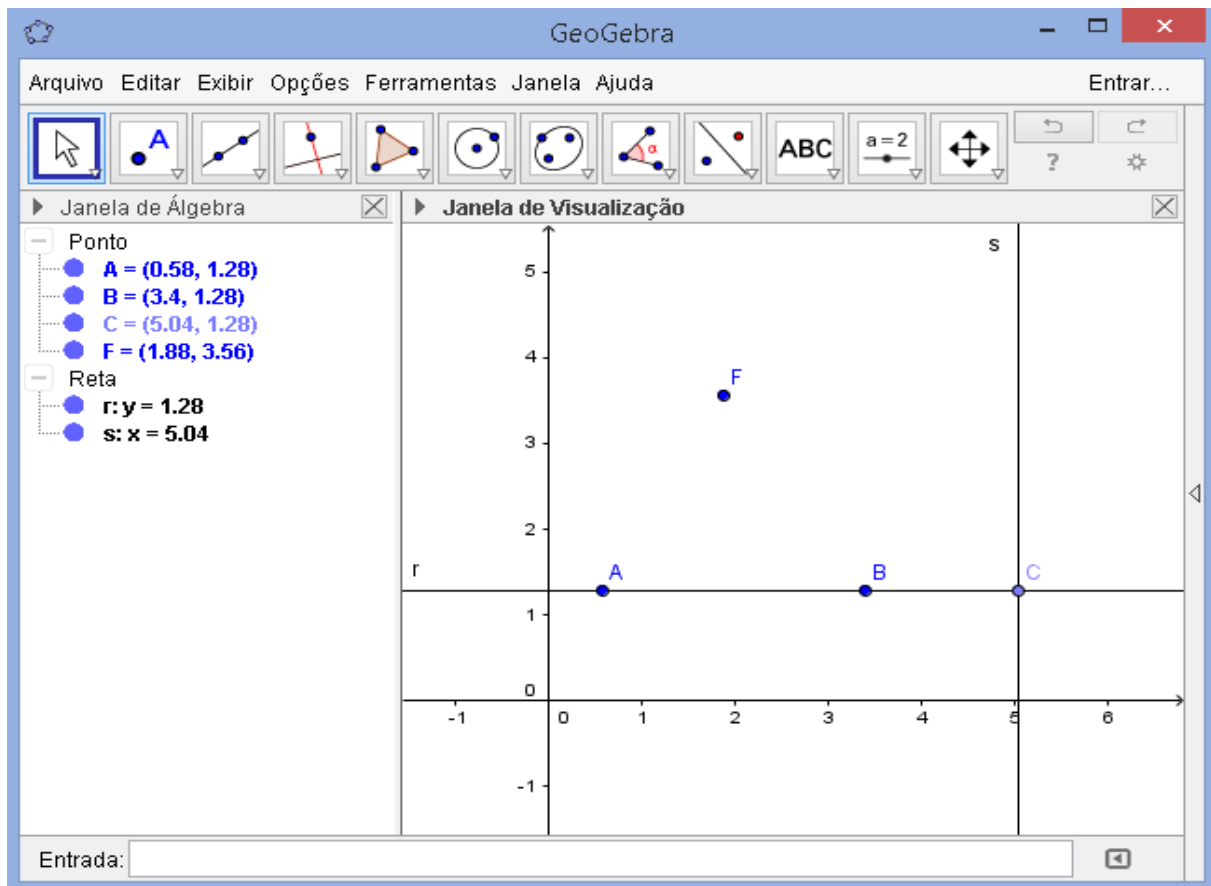 GeoGebra
Arquivo Editar Exibir Opções Ferramentas Janela Ajuda Entrar...
A ABC a = 2 α ?
Janela de Álgebra
Ponto
A = (0.58, 1.28)
B = (3.4, 1.28)
C = (5.04, 1.28)
F = (1.88, 3.56)
Reta
r: y = 1.28
s: x = 5.04
Janela de Visualização
s
5
4
F
3
2
r A B C
1
0
-1 0 1 2 3 4 5 6
-1
Entrada: